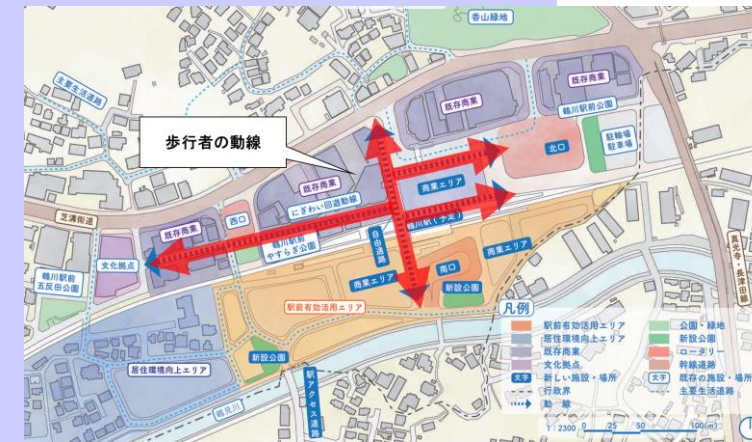 香山緑地
主要生活道路
既存商業
既存商業
鶴川駅前公園
歩行者の動線
北口
駐輪場
駐車場
既存商業
商業エリア
にぎわい回遊動線
芝溝街道
既存商業
西口
鶴川駅(予定)
鶴川駅前
やすらぎ公園
自由通路
文化拠点
商業エリア
真光寺・長津田線
鶴川駅前
五反田公園
南口
商業エリア
新設公園
駅前有効活用エリア
凡例
駅前有効活用エリア
公園・緑地
居住環境向上エリア
新設公園
既存商業
ロータリー
文化拠点
幹線道路
文字
新しい施設・場所
文字
既存の施設・場所
行政界
主要生活道路
動線
新設公園
居住環境向上エリア
鶴見川
駅アクセス道路
1:2300 0 25 50 100(m)